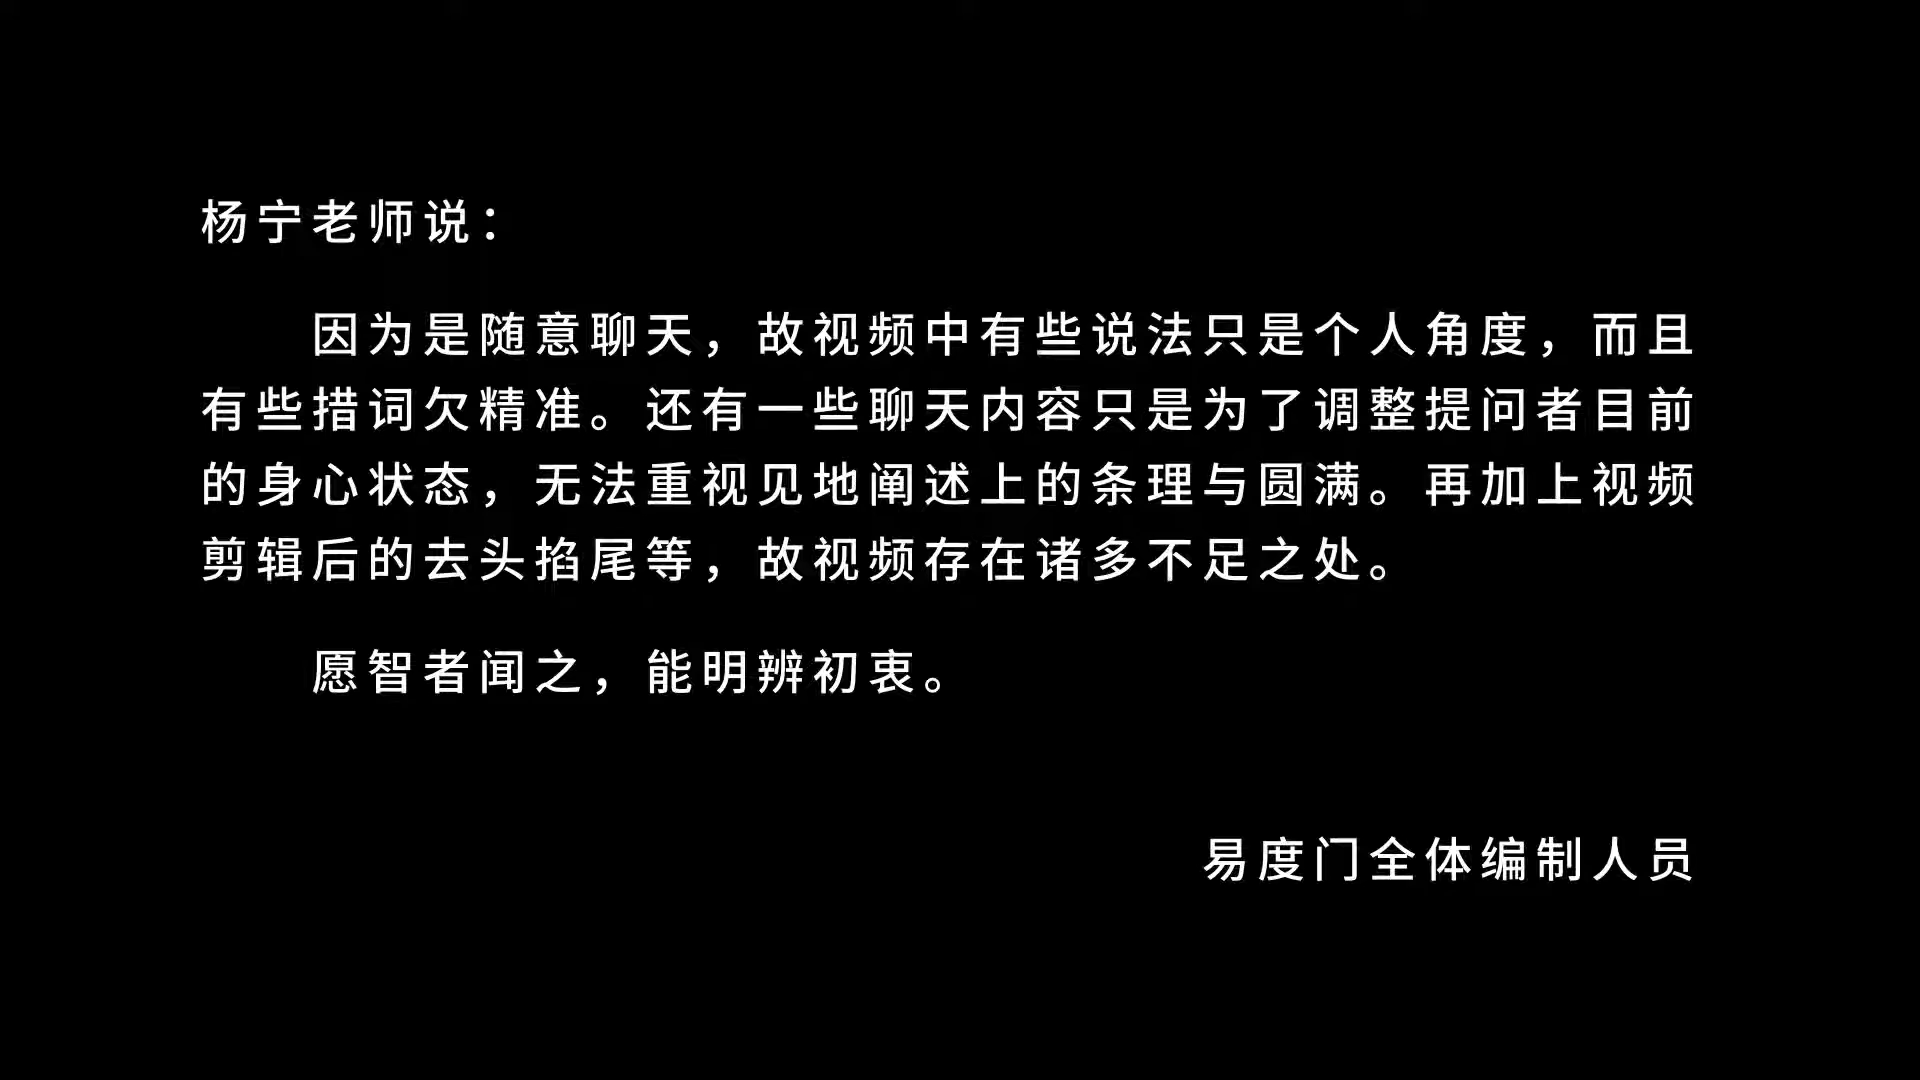 杨宁老师说：
因为是随意聊天，故视频中有些说法只是个人角度，而且
有些措词欠精准。还有一些聊天内容只是为了调整提问者目前
的身心状态，无法重视见地阐述上的条理与圆满。再加上视频
剪辑后的去头掐尾等，故视频存在诸多不足之处。
愿智者闻之，能明辨初衷。
易度门全体编制人员